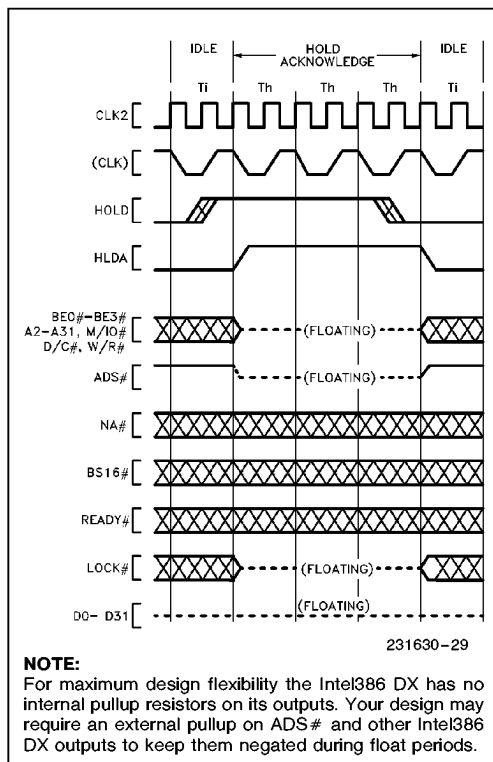 IDLE HOLD ACKNOWLEDGE IDLE
Ti Th Th Th Ti
CLK2
(CLK)
HOLD
HLDA
BE0#-BE3#
A2-A31, M/IO# (FLOATING)
D/C#, W/R#
ADS# (FLOATING)
NA#
BS16#
READY#
LOCK# (FLOATING)
(FLOATING)
D0- D31
231630-29
NOTE:
For maximum design flexibility the Intel386 DX has no
internal pullup resistors on its outputs. Your design may
require an external pullup on ADS# and other Intel386
DX outputs to keep them negated during float periods.